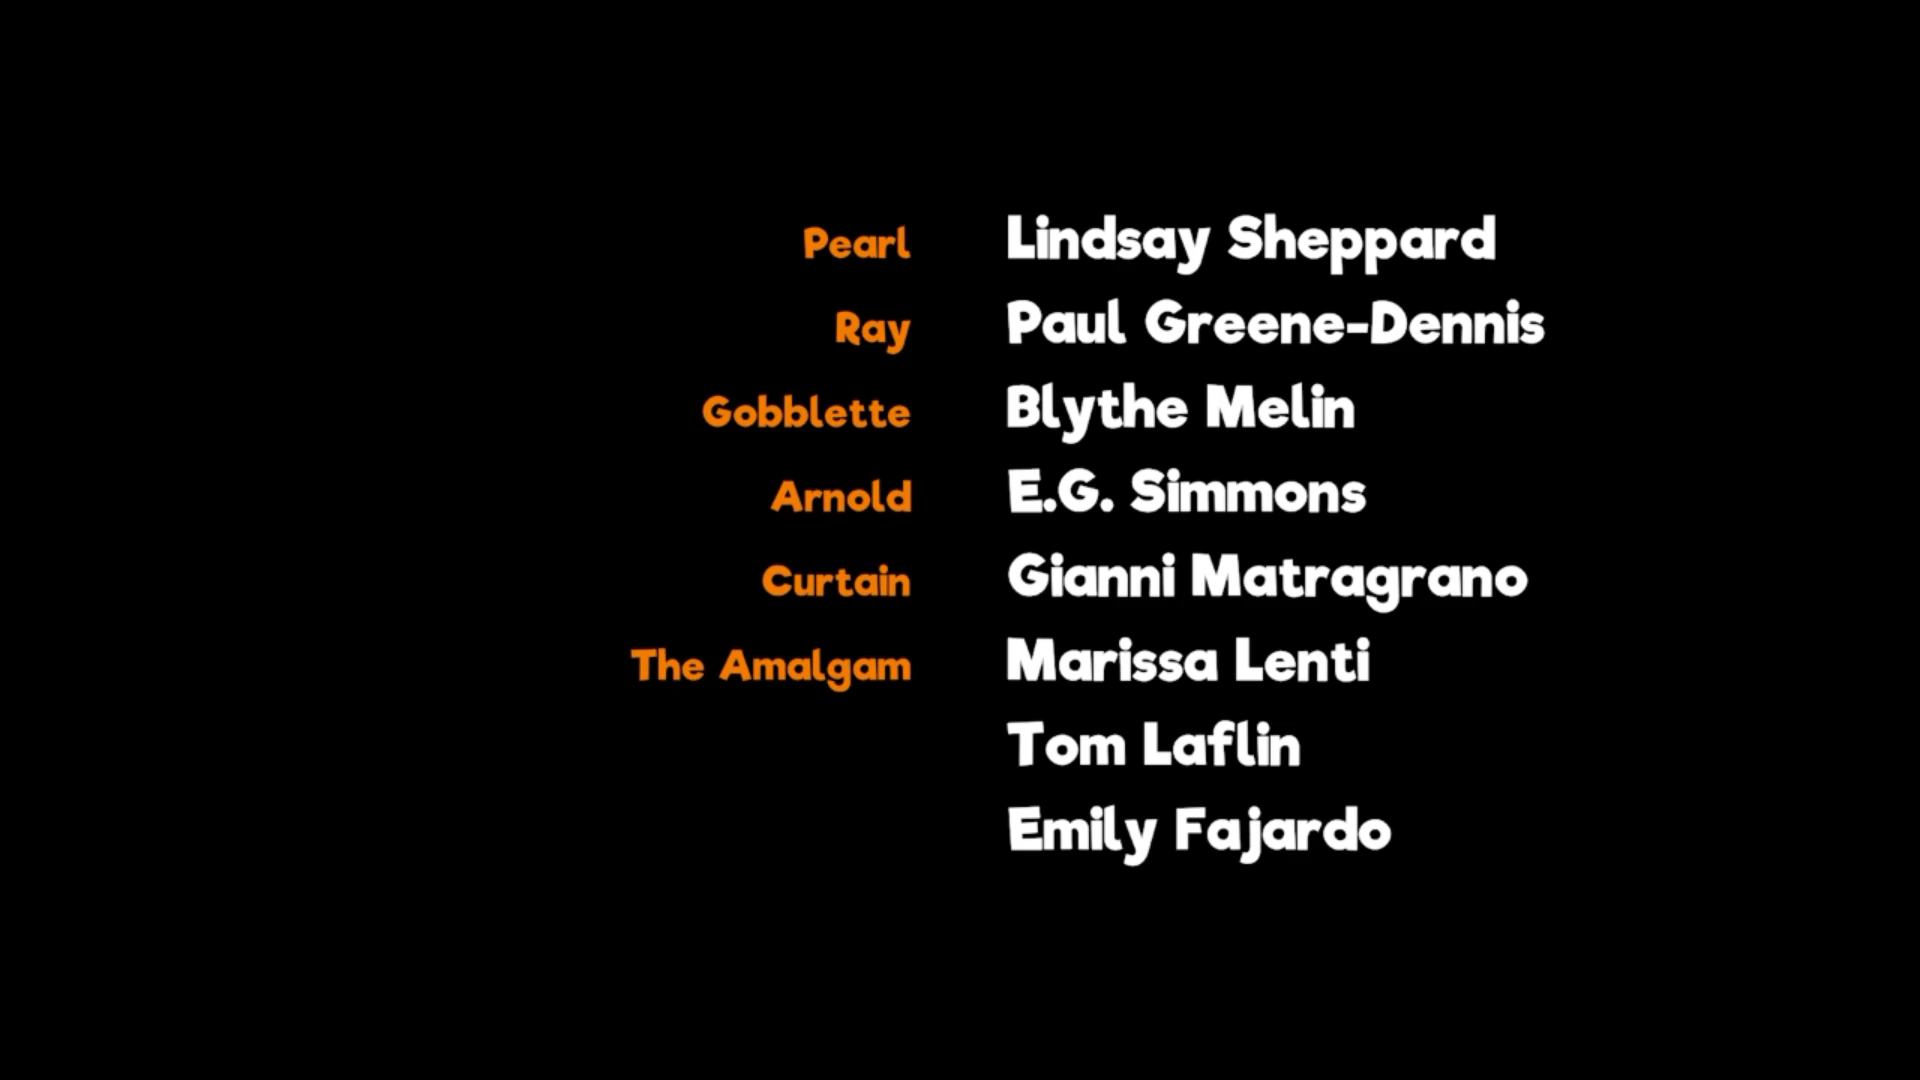 Pearl Lindsay Sheppard
Ray Paul Greene-Dennis
Gobblette Blythe Melin
Arnold E.G. Simmons
Curtain Gianni Matragrano
The Amalgam Marissa Lenti
Tom Laflin
Emily Fajardo